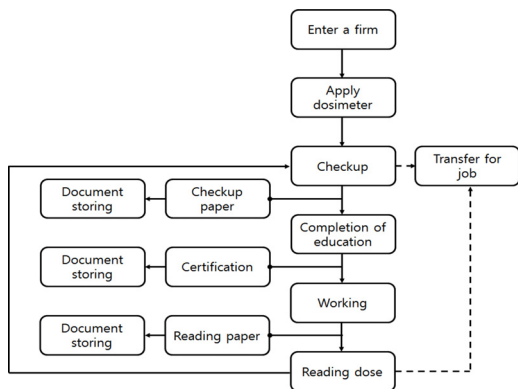 Enter a firm
Apply
dosimeter
Checkup
Transfer for
job
Document
storing
Checkup
paper
Completion of
education
Document
storing
Certification
Working
Document
storing
Reading paper
Reading dose